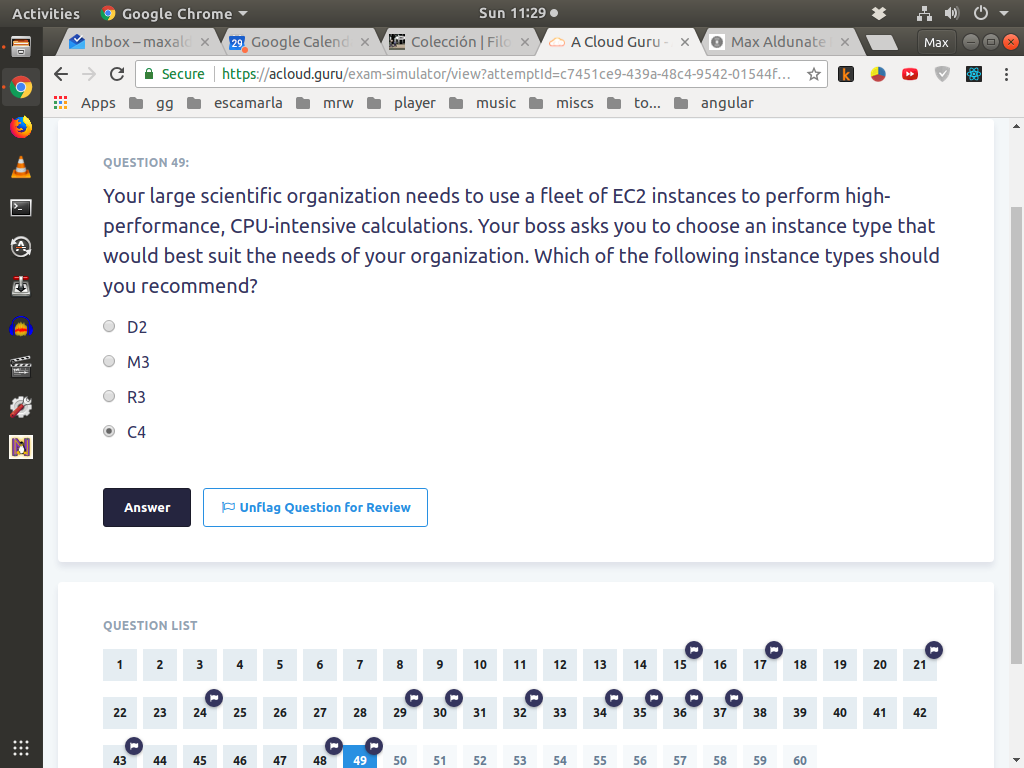 Activities Google Chrome Sun 11:29
Inbox – maxald Google Calend Colección | Filo A Cloud Guru - Max Aldunate Max
Secure https://acloud.guru/exam-simulator/view?attemptId=c7451ce9-439a-48c4-9542-01544f...
Apps gg escamarla mrw player music miscs to... angular
QUESTION 49:
Your large scientific organization needs to use a fleet of EC2 instances to perform high-
performance, CPU-intensive calculations. Your boss asks you to choose an instance type that
would best suit the needs of your organization. Which of the following instance types should
you recommend?
D2
M3
R3
C4
Answer Unflag Question for Review
QUESTION LIST
1 2 3 4 5 6 7 8 9 10 11 12 13 14 15 16 17 18 19 20 21
22 23 24 25 26 27 28 29 30 31 32 33 34 35 36 37 38 39 40 41 42
43 44 45 46 47 48 49 50 51 52 53 54 55 56 57 58 59 60